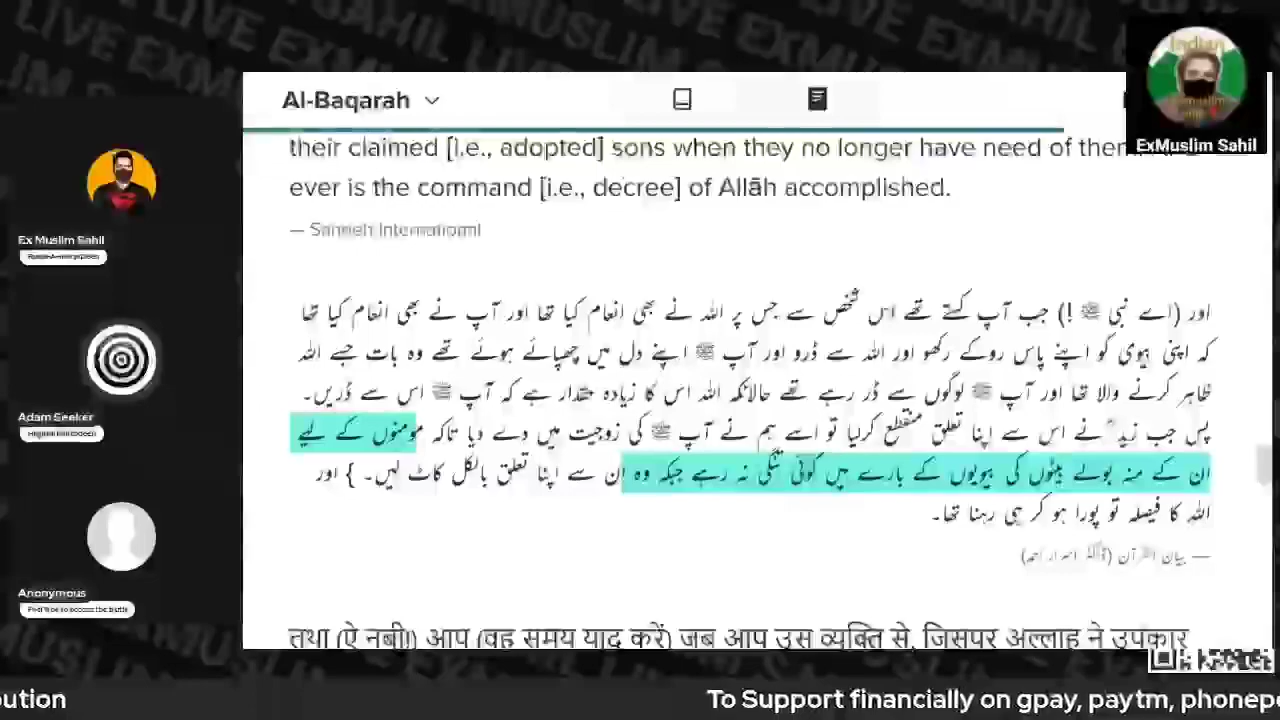 Al-Baqarah
their claimed [i.e., adopted] sons when they no longer have need of them
ever is the command [i.e., decree] of Allāh accomplished.
— Saheeh International
اور (اے نبی ﷺ !) جب آپ کہتے تھے اس شخص سے جس پر اللہ نے بھی انعام کیا تھا اور آپ نے بھی انعام کیا تھا
کہ اپنی بیوی کو اپنے پاس روکے رکھو اور اللہ سے ڈرو اور آپ ﷺ اپنے دل میں چھپائے ہوئے تھے وہ بات جسے اللہ
ظاہر کرنے والا تھا اور آپ ﷺ لوگوں سے ڈر رہے تھے حالانکہ اللہ اس کا زیادہ حقدار ہے کہ آپ ﷺ اس سے ڈریں۔
پس جب زید ؓ نے اس سے اپنا تعلق منقطع کرلیا تو اسے ہم نے آپ ﷺ کی زوجیت میں دے دیا تاکہ مومنوں کے لیے
ان کے منہ بولے بیٹوں کی بیویوں کے بارے میں کوئی تنگی نہ رہے جبکہ وہ ان سے اپنا تعلق بالکل کاٹ لیں۔ } اور
اللہ کا فیصلہ تو پورا ہو کر ہی رہنا تھا۔
— بیان القرآن (ڈاکٹر اسرار احمد)
तथा (ऐ नबी!) आप (वह समय याद करें) जब आप उस व्यक्ति से, जिसपर अल्लाह ने उपकार
ExMuslim Sahil
Ex Muslim Sahil
Adam Seeker
Anonymous
bution
To Support financially on gpay, paytm, phonepe